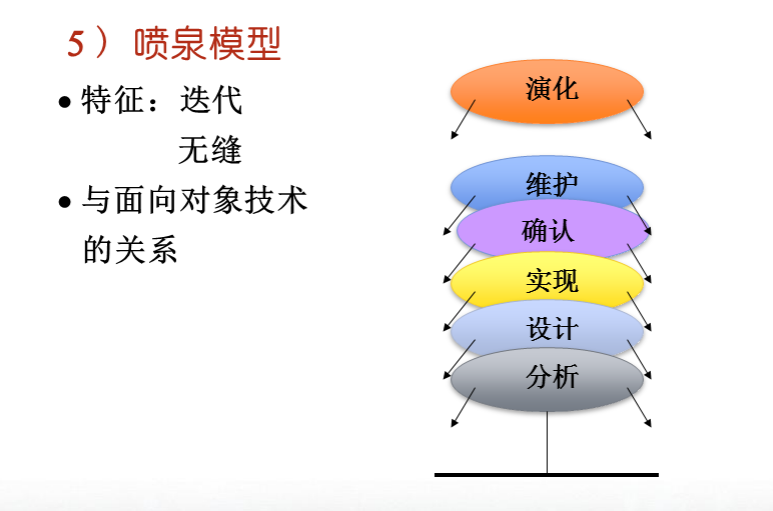 5） 喷泉模型
• 特征：迭代
无缝
• 与面向对象技术
的关系
演化
维护
确认
实现
设计
分析